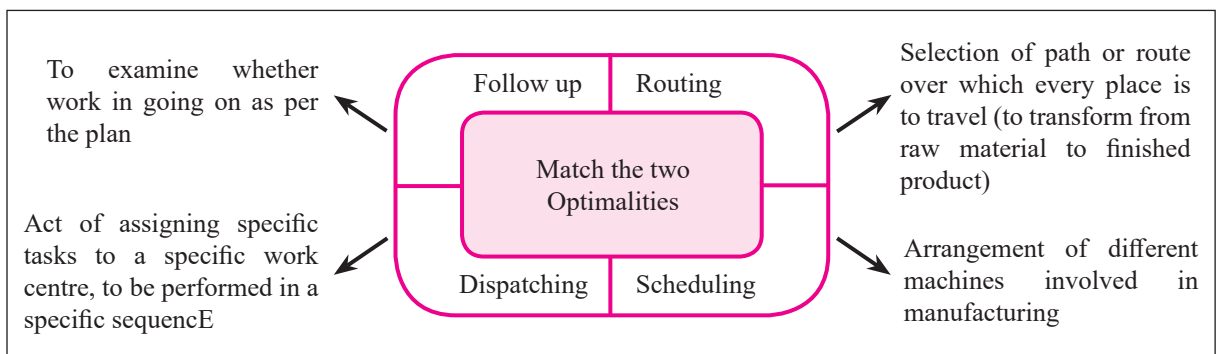 To examine whether
work in going on as per
the plan
Follow up
Routing
Selection of path or route
over which every place is
to travel (to transform from
raw material to finished
product)
Match the two
Optimalities
Act of assigning specific
tasks to a specific work
centre, to be performed in a
specific sequencE
Dispatching
Scheduling
Arrangement of different
machines involved in
manufacturing